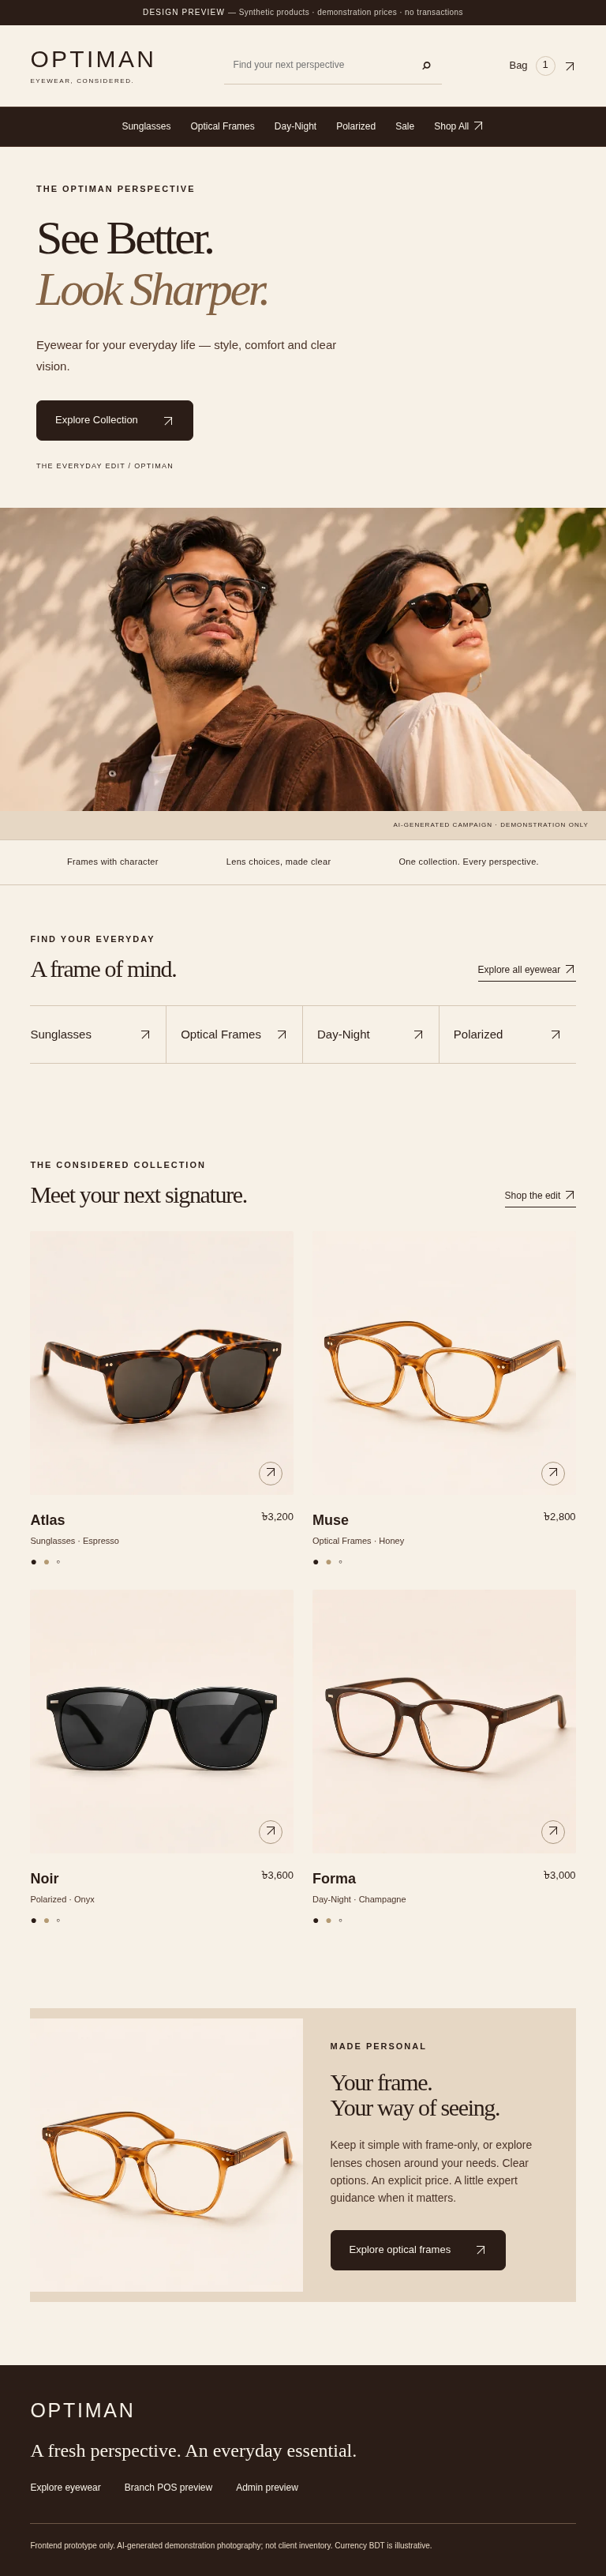 DESIGN PREVIEW — Synthetic products · demonstration prices · no transactions
OPTIMAN
EYEWEAR, CONSIDERED.
Find your next perspective
Bag 1
Sunglasses Optical Frames Day-Night Polarized Sale Shop All
THE OPTIMAN PERSPECTIVE
See Better.
Look Sharper.
Eyewear for your everyday life — style, comfort and clear
vision.
Explore Collection
THE EVERYDAY EDIT / OPTIMAN
AI-GENERATED CAMPAIGN · DEMONSTRATION ONLY
Frames with character Lens choices, made clear One collection. Every perspective.
FIND YOUR EVERYDAY
A frame of mind.
Explore all eyewear
Sunglasses Optical Frames Day-Night Polarized
THE CONSIDERED COLLECTION
Meet your next signature.
Shop the edit
Atlas ৳3,200
Sunglasses · Espresso
Muse ৳2,800
Optical Frames · Honey
Noir ৳3,600
Polarized · Onyx
Forma ৳3,000
Day-Night · Champagne
MADE PERSONAL
Your frame.
Your way of seeing.
Keep it simple with frame-only, or explore
lenses chosen around your needs. Clear
options. An explicit price. A little expert
guidance when it matters.
Explore optical frames
OPTIMAN
A fresh perspective. An everyday essential.
Explore eyewear Branch POS preview Admin preview
Frontend prototype only. AI-generated demonstration photography; not client inventory. Currency BDT is illustrative.